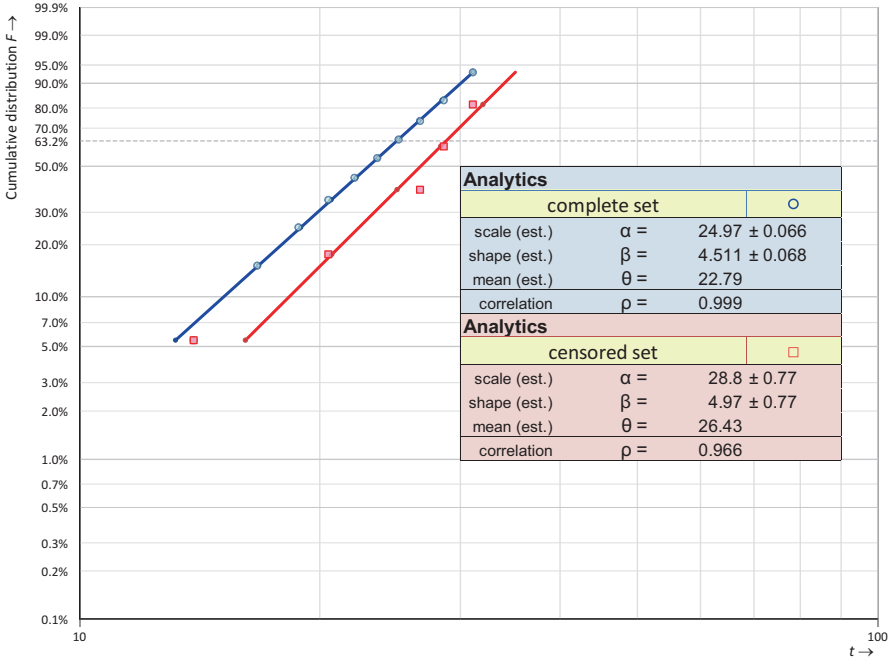 Cumulative distribution F →
99.9%
99.0%
95.0%
90.0%
80.0%
70.0%
63.2%
50.0%
30.0%
20.0%
10.0%
7.0%
5.0%
3.0%
2.0%
1.0%
0.7%
0.5%
0.3%
0.2%
0.1%
Analytics
complete set
scale (est.) α = 24.97 ± 0.066
shape (est.) β = 4.511 ± 0.068
mean (est.) θ = 22.79
correlation ρ = 0.999
Analytics
censored set
scale (est.) α = 28.8 ± 0.77
shape (est.) β = 4.97 ± 0.77
mean (est.) θ = 26.43
correlation ρ = 0.966
10 100
t →